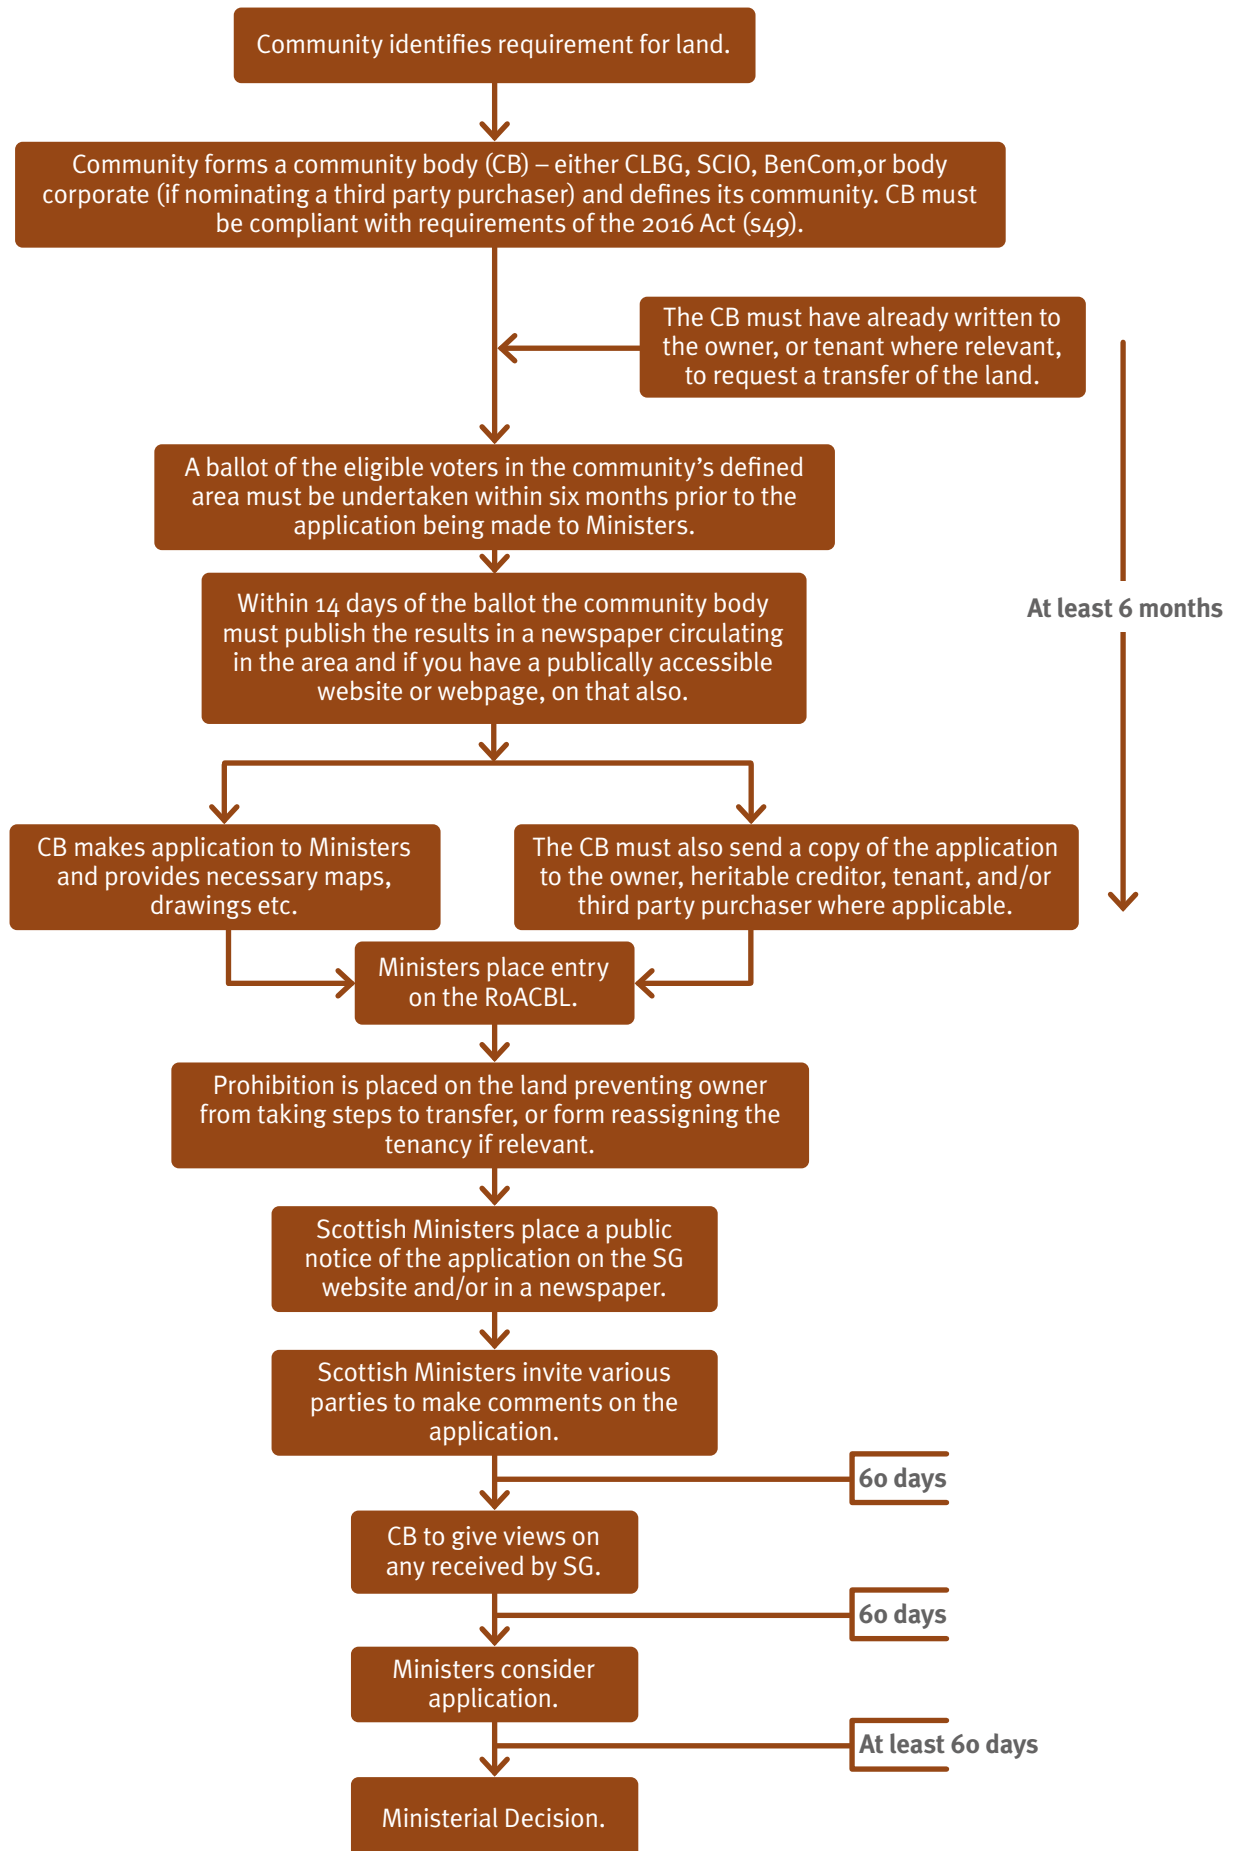 Community identifies requirement for land.
Community forms a community body (CB) – either CLBG, SCIO, BenCom,or body
corporate (if nominating a third party purchaser) and defines its community. CB must
be compliant with requirements of the 2016 Act (s49).
The CB must have already written to
the owner, or tenant where relevant,
to request a transfer of the land.
A ballot of the eligible voters in the community’s defined
area must be undertaken within six months prior to the
application being made to Ministers.
Within 14 days of the ballot the community body
must publish the results in a newspaper circulating
in the area and if you have a publically accessible
website or webpage, on that also.
At least 6 months
CB makes application to Ministers
and provides necessary maps,
drawings etc.
The CB must also send a copy of the application
to the owner, heritable creditor, tenant, and/or
third party purchaser where applicable.
Ministers place entry
on the RoACBL.
Prohibition is placed on the land preventing owner
from taking steps to transfer, or form reassigning the
tenancy if relevant.
Scottish Ministers place a public
notice of the application on the SG
website and/or in a newspaper.
Scottish Ministers invite various
parties to make comments on the
application.
60 days
CB to give views on
any received by SG.
60 days
Ministers consider
application.
At least 60 days
Ministerial Decision.